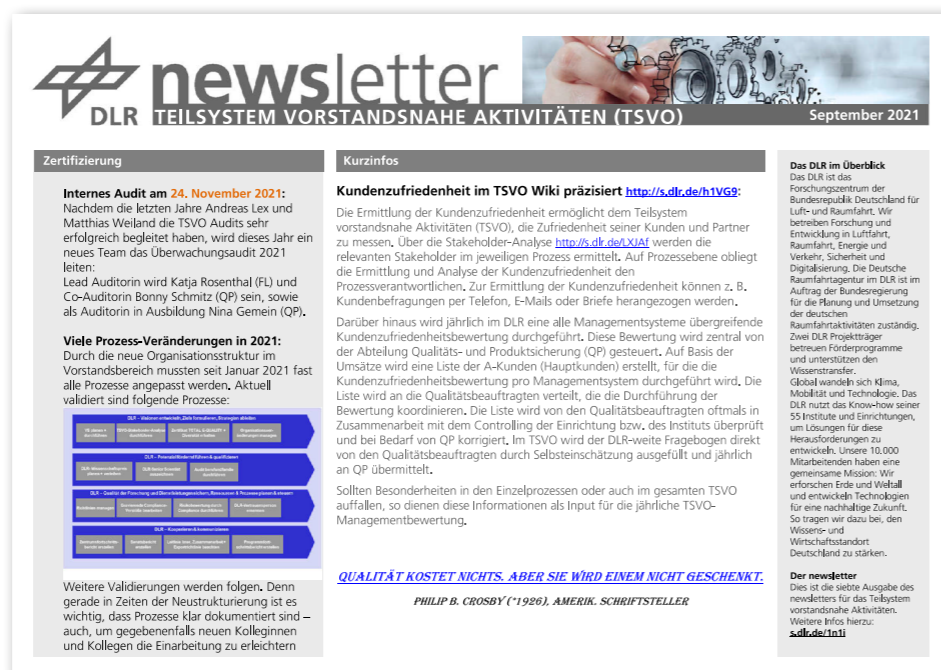 DLR
newsletter
TEILSYSTEM VORSTANDSNAHE AKTIVITÄTEN (TSVO)
September 2021
Zertifizierung
Internes Audit am 24. November 2021:
Nachdem die letzten Jahre Andreas Lex und
Matthias Weiland die TSVO Audits sehr
erfolgreich begleitet haben, wird dieses Jahr ein
neues Team das Überwachungsaudit 2021
leiten:
Lead Auditorin wird Katja Rosenthal (FL) und
Co-Auditorin Bonny Schmitz (QP) sein, sowie
als Auditorin in Ausbildung Nina Gemein (QP).
Viele Prozess-Veränderungen in 2021:
Durch die neue Organisationsstruktur im
Vorstandsbereich mussten seit Januar 2021 fast
alle Prozesse angepasst werden. Aktuell
validiert sind folgende Prozesse:
DLR – Visionen entwickeln, Ziele formulieren, Strategien ableiten
DLR – Potenziale fördern, führen & qualifizieren
DLR – Kooperieren & kommunizieren
Weitere Validierungen werden folgen. Denn
gerade in Zeiten der Neustrukturierung ist es
wichtig, dass Prozesse klar dokumentiert sind –
auch, um gegebenenfalls neuen Kolleginnen
und Kollegen die Einarbeitung zu erleichtern
Kurzinfos
Kundenzufriedenheit im TSVO Wiki präzisiert http://s.dlr.de/h1VG9:
Die Ermittlung der Kundenzufriedenheit ermöglicht dem Teilsystem
vorstandsnahe Aktivitäten (TSVO), die Zufriedenheit seiner Kunden und Partner
zu messen. Über die Stakeholder-Analyse http://s.dlr.de/LXJAf werden die
relevanten Stakeholder im jeweiligen Prozess ermittelt. Auf Prozessebene obliegt
die Ermittlung und Analyse der Kundenzufriedenheit den
Prozessverantwortlichen. Zur Ermittlung der Kundenzufriedenheit können z. B.
Kundenbefragungen per Telefon, E-Mails oder Briefe herangezogen werden.
Darüber hinaus wird jährlich im DLR eine alle Managementsysteme übergreifende
Kundenzufriedenheitsbewertung durchgeführt. Diese Bewertung wird zentral von
der Abteilung Qualitäts- und Produktsicherung (QP) gesteuert. Auf Basis der
Umsätze wird eine Liste der A-Kunden (Hauptkunden) erstellt, für die die
Kundenzufriedenheitsbewertung pro Managementsystem durchgeführt wird. Die
Liste wird an die Qualitätsbeauftragten verteilt, die die Durchführung der
Bewertung koordinieren. Die Liste wird von den Qualitätsbeauftragten oftmals in
Zusammenarbeit mit dem Controlling der Einrichtung bzw. des Instituts überprüft
und bei Bedarf von QP korrigiert. Im TSVO wird der DLR-weite Fragebogen direkt
von den Qualitätsbeauftragten durch Selbsteinschätzung ausgefüllt und jährlich
an QP übermittelt.
Sollten Besonderheiten in den Einzelprozessen oder auch im gesamten TSVO
auffallen, so dienen diese Informationen als Input für die jährliche TSVO-
Managementbewertung.
QUALITÄT KOSTET NICHTS. ABER SIE WIRD EINEM NICHT GESCHENKT.
PHILIP B. CROSBY (*1926), AMERIK. SCHRIFTSTELLER
Das DLR im Überblick
Das DLR ist das
Forschungszentrum der
Bundesrepublik Deutschland für
Luft- und Raumfahrt. Wir
betreiben Forschung und
Entwicklung in Luftfahrt,
Raumfahrt, Energie und
Verkehr, Sicherheit und
Digitalisierung. Die Deutsche
Raumfahrtagentur im DLR ist im
Auftrag der Bundesregierung
für die Planung und Umsetzung
der deutschen
Raumfahrtaktivitäten zuständig.
Zwei DLR Projektträger
betreuen Förderprogramme
und unterstützen den
Wissenstransfer.
Global wandeln sich Klima,
Mobilität und Technologie. Das
DLR nutzt das Know-how seiner
55 Institute und Einrichtungen,
um Lösungen für diese
Herausforderungen zu
entwickeln. Unsere 10.000
Mitarbeitenden haben eine
gemeinsame Mission: Wir
erforschen Erde und Weltall
und entwickeln Technologien
für eine nachhaltige Zukunft.
So tragen wir dazu bei, den
Wissens- und
Wirtschaftsstandort
Deutschland zu stärken.
Der newsletter
Dies ist die siebte Ausgabe des
newsletters für das Teilsystem
vorstandsnahe Aktivitäten.
Weitere Infos hierzu:
s.dlr.de/1n1i